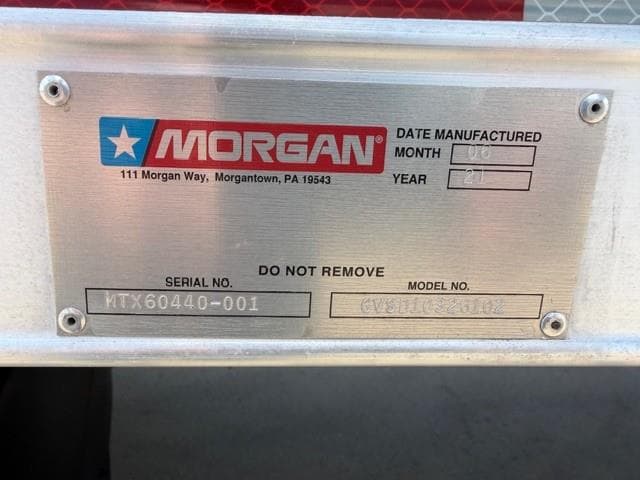 MORGAN®
111 Morgan Way, Morgantown, PA 19543
DATE MANUFACTURED
MONTH 06
YEAR 21
DO NOT REMOVE
SERIAL NO.
MTX60440-001
MODEL NO.